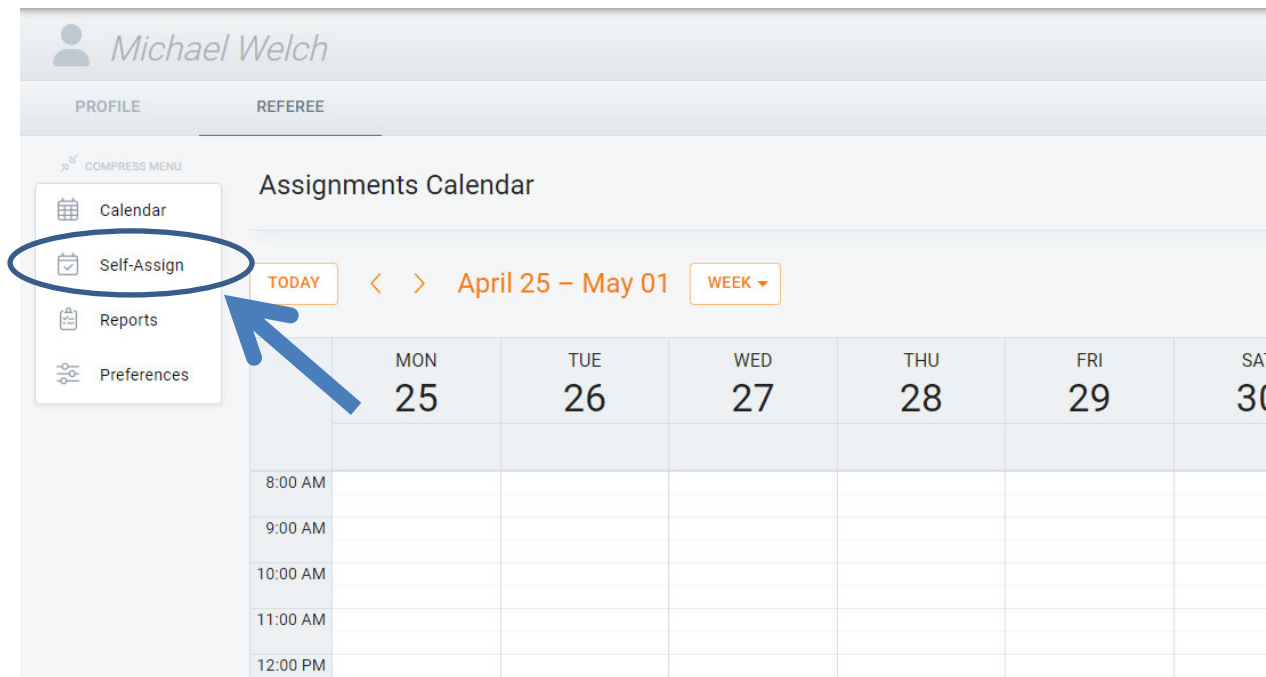 Michael Welch
PROFILE REFEREE
COMPRESS MENU
Calendar
Self-Assign
Reports
Preferences
Assignments Calendar
TODAY < > April 25 – May 01 WEEK
MON TUE WED THU FRI SAT
25 26 27 28 29 30
8:00 AM
9:00 AM
10:00 AM
11:00 AM
12:00 PM